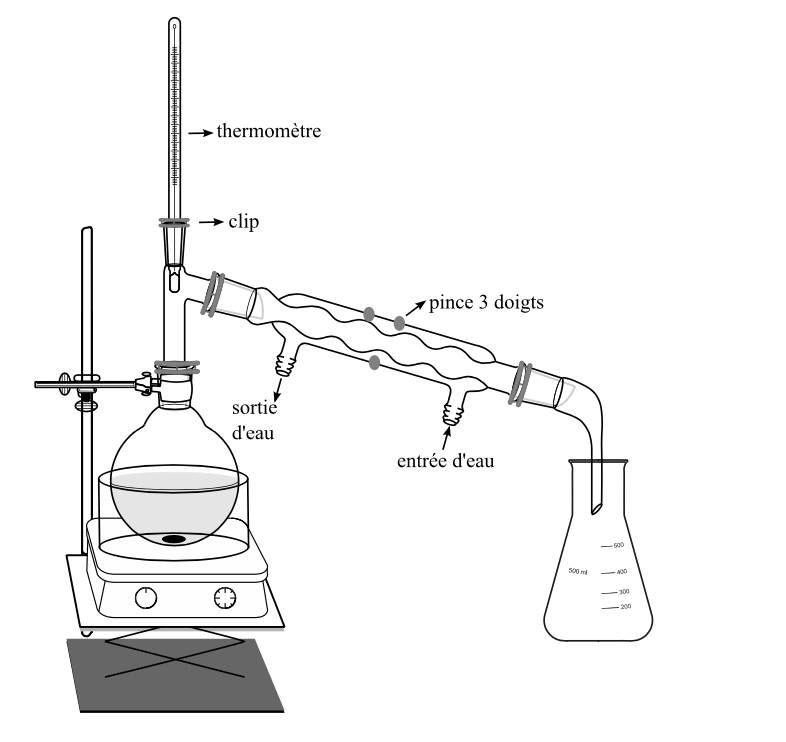 thermomètre
clip
pince 3 doigts
sortie
d'eau
entrée d'eau
500
500 ml
400
300
200